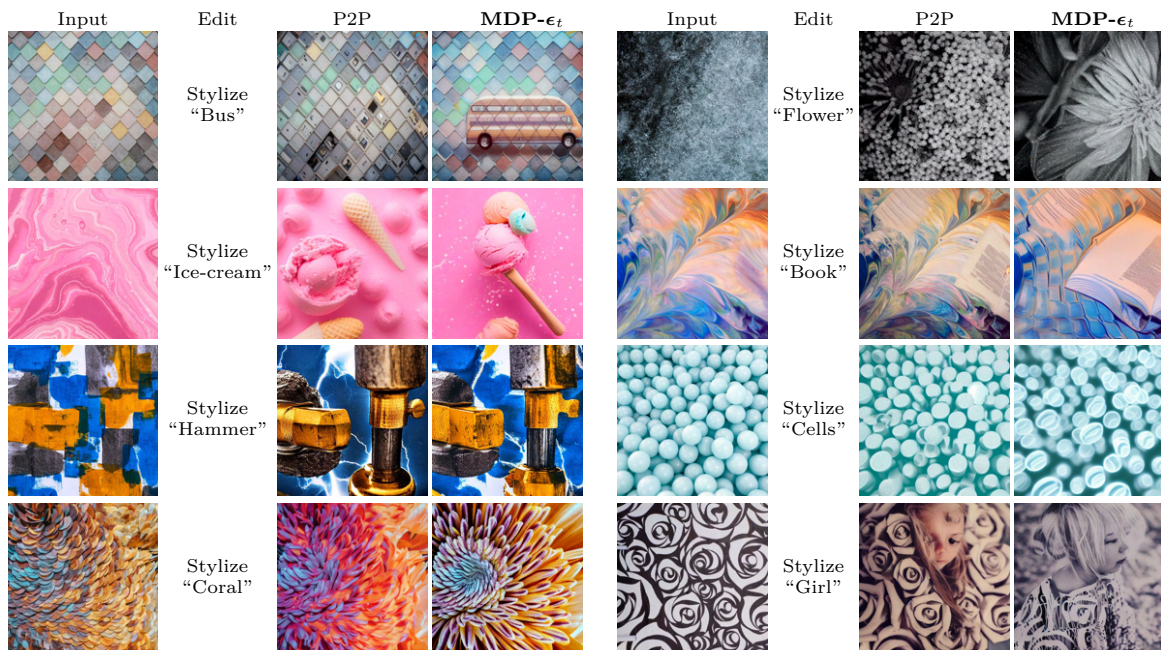 Input Edit P2P MDP-ϵt Input Edit P2P MDP-ϵt
Stylize
“Bus”
Stylize
“Flower”
Stylize
“Ice-cream”
Stylize
“Book”
Stylize
“Hammer”
Stylize
“Cells”
Stylize
“Coral”
Stylize
“Girl”